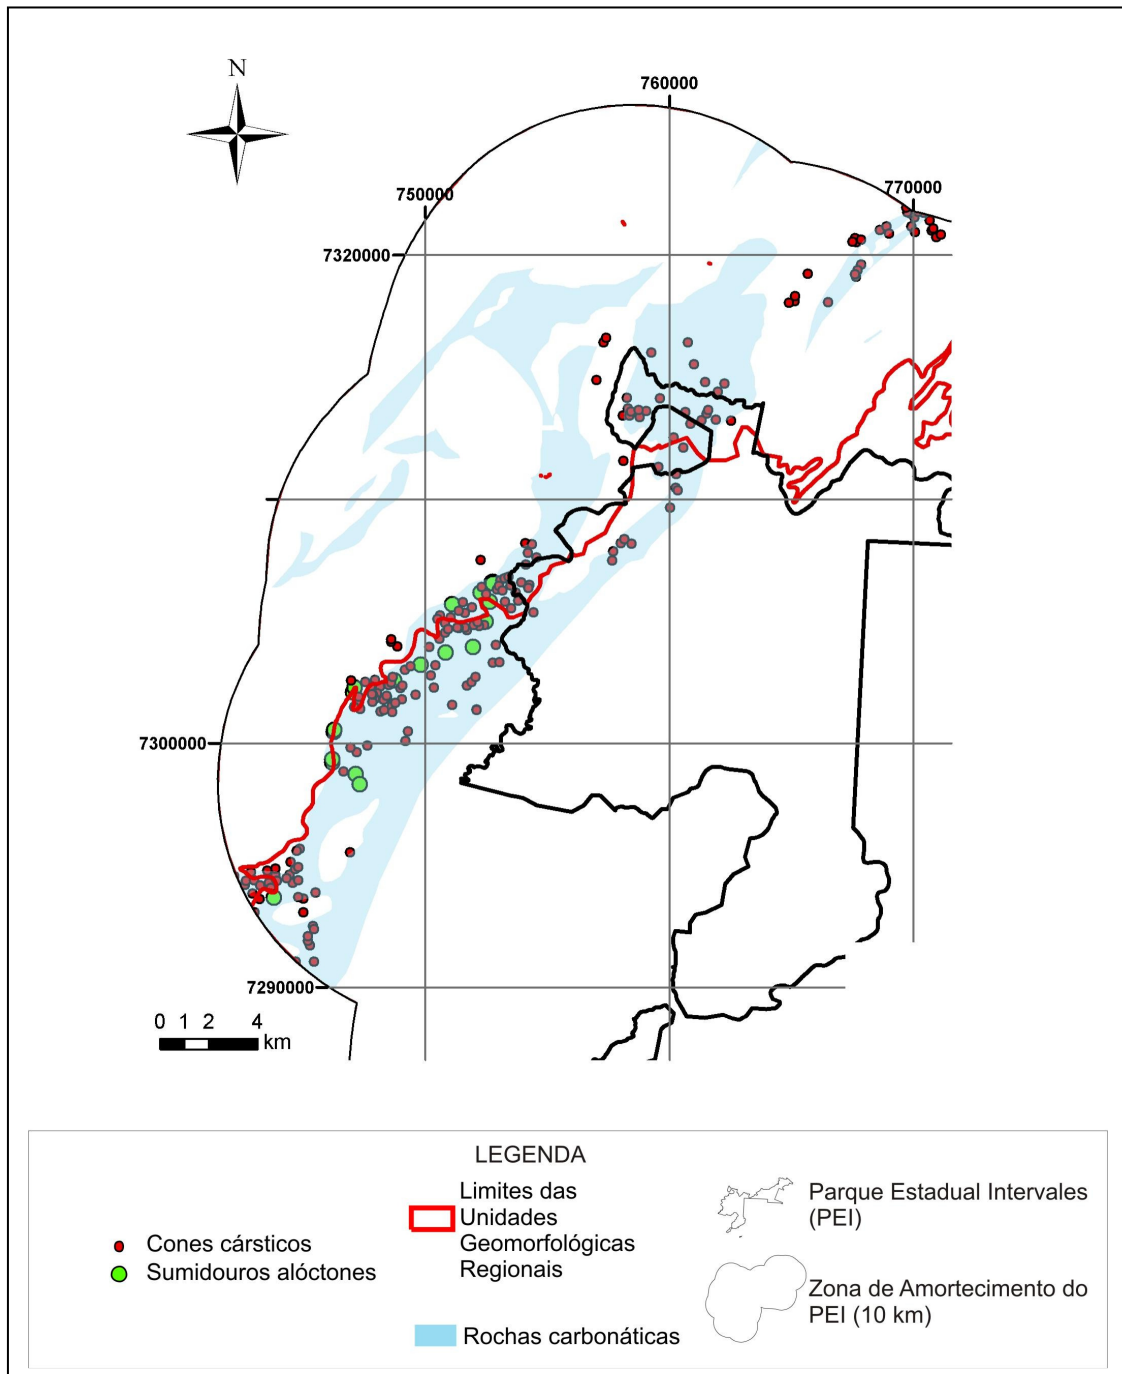 N
760000
750000
770000
7320000
7300000
7290000
0 1 2 4
km
LEGENDA
Cones cársticos
Sumidouros alóctones
Limites das
Unidades
Geomorfológicas
Regionais
Rochas carbonáticas
Parque Estadual Intervales
(PEI)
Zona de Amortecimento do
PEI (10 km)